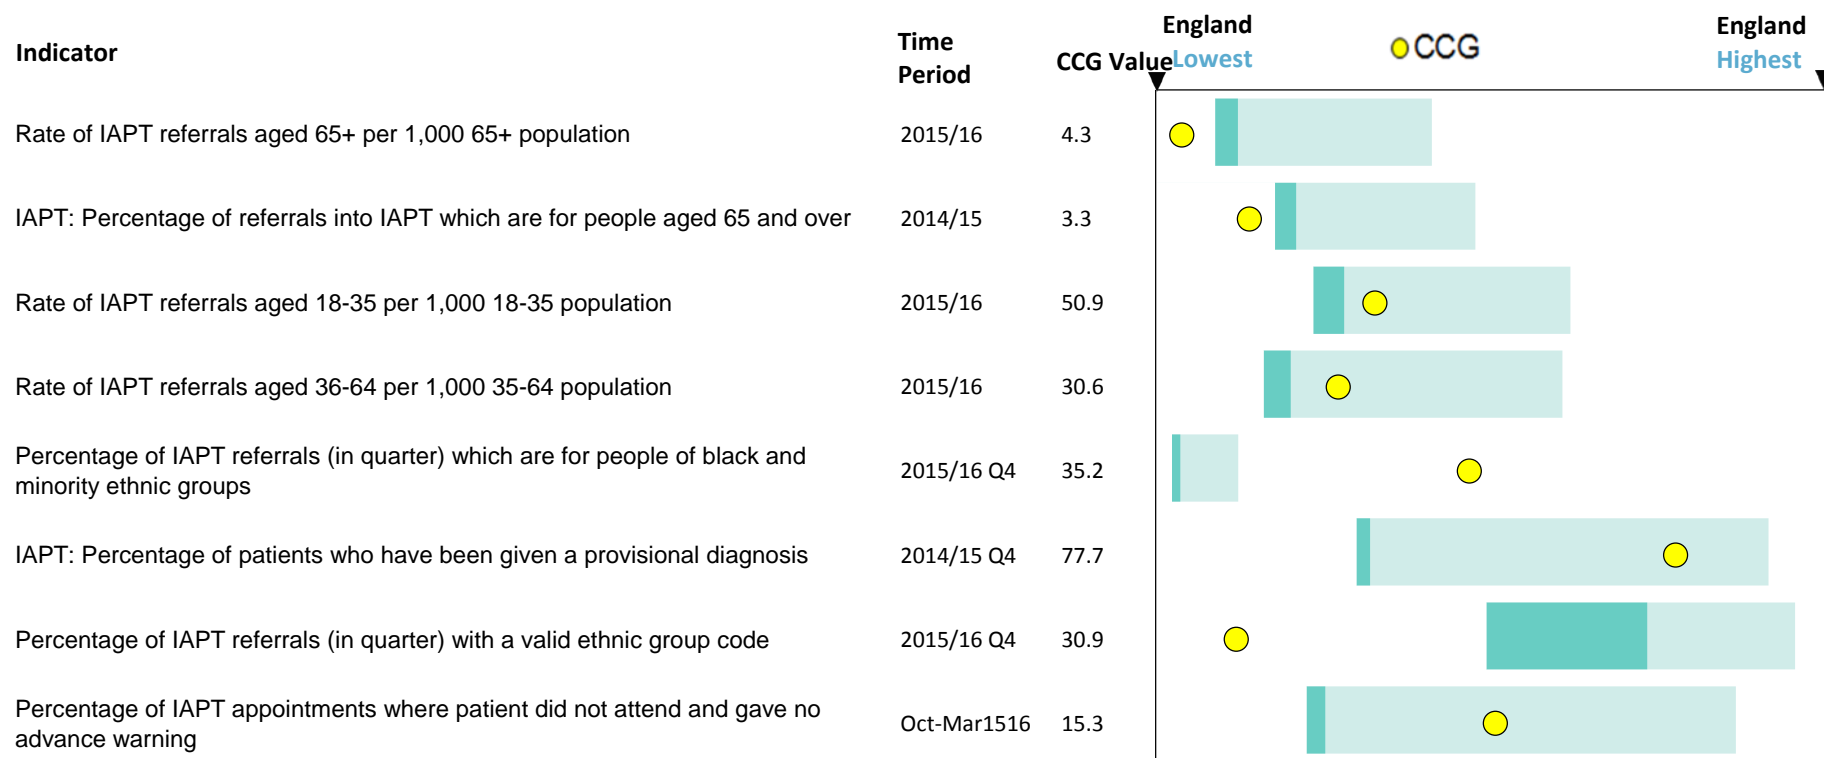 Indicator
Time
Period
CCG Value
England
Lowest
CCG
England
Highest
Rate of IAPT referrals aged 65+ per 1,000 65+ population 2015/16 4.3
IAPT: Percentage of referrals into IAPT which are for people aged 65 and over 2014/15 3.3
Rate of IAPT referrals aged 18-35 per 1,000 18-35 population 2015/16 50.9
Rate of IAPT referrals aged 36-64 per 1,000 35-64 population 2015/16 30.6
Percentage of IAPT referrals (in quarter) which are for people of black and
minority ethnic groups 2015/16 Q4 35.2
IAPT: Percentage of patients who have been given a provisional diagnosis 2014/15 Q4 77.7
Percentage of IAPT referrals (in quarter) with a valid ethnic group code 2015/16 Q4 30.9
Percentage of IAPT appointments where patient did not attend and gave no
advance warning Oct-Mar1516 15.3